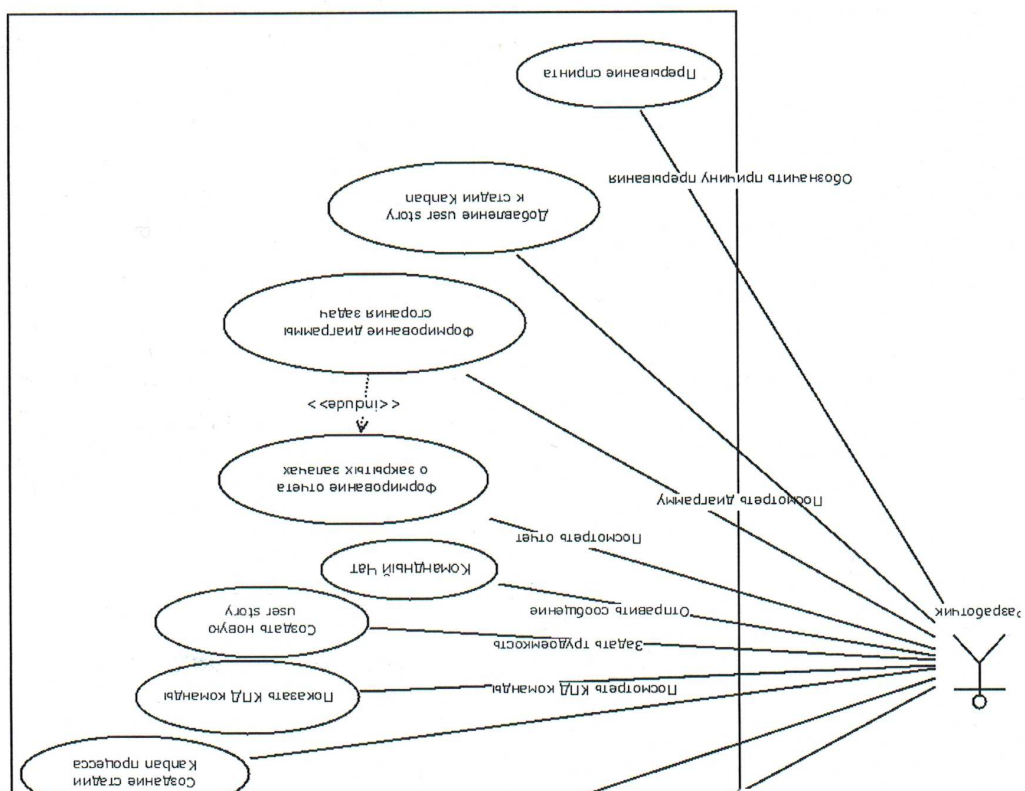 Создание стадии
Kanban процесса
Посмотреть КПД команды
Показать КПД команды
Разработчик
Задать трудоемкость
Создать новую
user story
Отправить сообщение
Командный Чат
Посмотреть отчет
Формирование отчета
о закрытых залачах
Посмотреть диаграмму
<<include>>
Формирование диаграммы
сгорания задач
Добавление user story
к стадии Kanban
Обозначить причину прерывания
Прерывание спринта